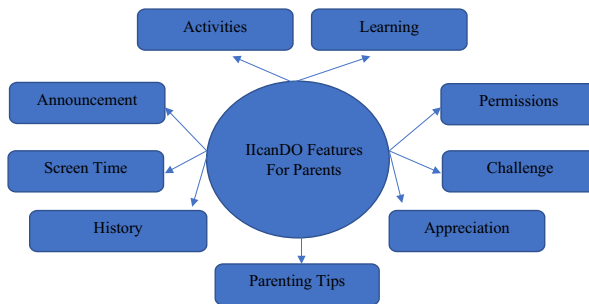 Activities
Learning
Announcement
Permissions
IIcanDO Features
For Parents
Screen Time
Challenge
History
Appreciation
Parenting Tips